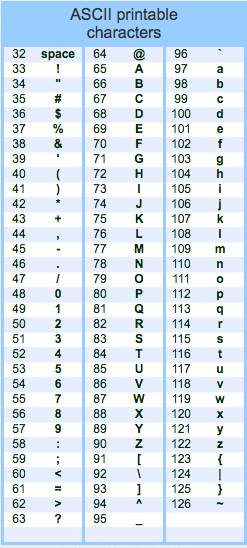 ASCII printable
characters
32 space 64 @ 96 `
33 ! 65 A 97 a
34 " 66 B 98 b
35 # 67 C 99 c
36 $ 68 D 100 d
37 % 69 E 101 e
38 & 70 F 102 f
39 ' 71 G 103 g
40 ( 72 H 104 h
41 ) 73 I 105 i
42 * 74 J 106 j
43 + 75 K 107 k
44 , 76 L 108 l
45 - 77 M 109 m
46 . 78 N 110 n
47 / 79 O 111 o
48 0 80 P 112 p
49 1 81 Q 113 q
50 2 82 R 114 r
51 3 83 S 115 s
52 4 84 T 116 t
53 5 85 U 117 u
54 6 86 V 118 v
55 7 87 W 119 w
56 8 88 X 120 x
57 9 89 Y 121 y
58 : 90 Z 122 z
59 ; 91 [ 123 {
60 < 92 \ 124 |
61 = 93 ] 125 }
62 > 94 ^ 126 ~
63 ? 95 _